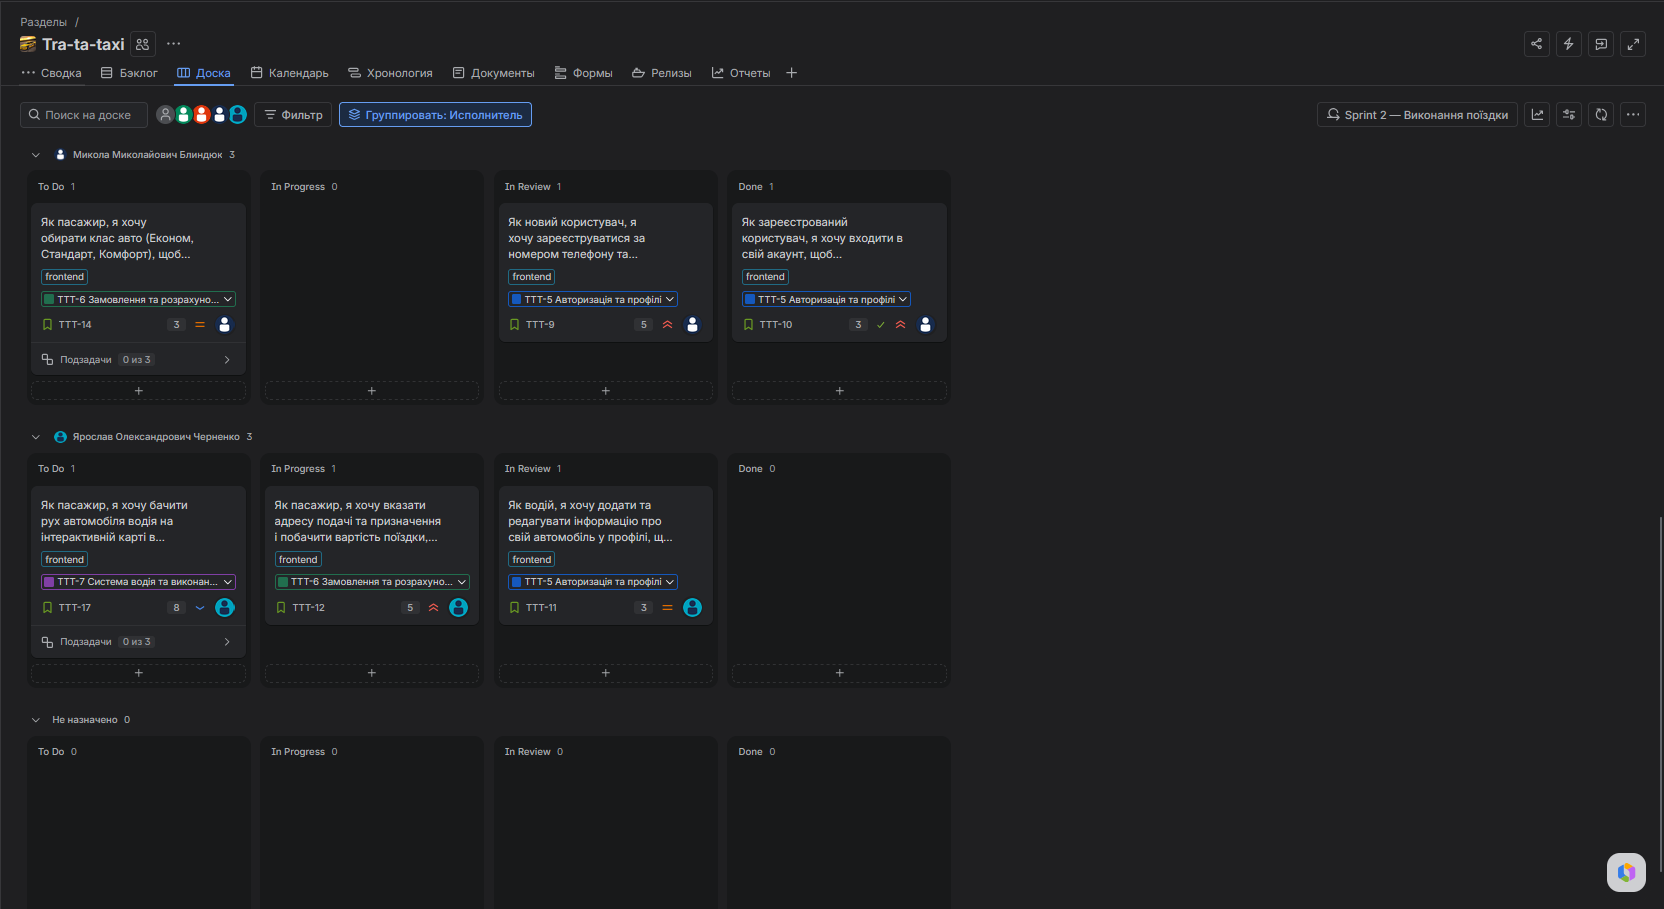 Разделы /
Tra-ta-taxi
Сводка Бэклог Доска Календарь Хронология Документы Формы Релизы Отчеты
Поиск на доске Фильтр Группировать: Исполнитель Sprint 2 — Виконання поїздки
Микола Миколайович Блиндюк 3
To Do 1
In Progress 0
In Review 1
Done 1
Як пасажир, я хочу
обирати клас авто (Економ,
Стандарт, Комфорт), щоб...
frontend
TTT-6 Замовлення та розрахуно...
TTT-14 3
Подзадачи 0 из 3
Як новий користувач, я
хочу зареєструватися за
номером телефону та...
frontend
TTT-5 Авторизація та профілі
TTT-9 5
Як зареєстрований
користувач, я хочу входити в
свій акаунт, щоб...
frontend
TTT-5 Авторизація та профілі
TTT-10 3
Ярослав Олександрович Черненко 3
To Do 1
In Progress 1
In Review 1
Done 0
Як пасажир, я хочу бачити
рух автомобіля водія на
інтерактивній карті в...
frontend
TTT-7 Система водія та виконан...
TTT-17 8
Подзадачи 0 из 3
Як пасажир, я хочу вказати
адресу подачі та призначення
і побачити вартість поїздки,...
frontend
TTT-6 Замовлення та розрахуно...
TTT-12 5
Як водій, я хочу додати та
редагувати інформацію про
свій автомобіль у профілі, щ...
frontend
TTT-5 Авторизація та профілі
TTT-11 3
Не назначено 0
To Do 0
In Progress 0
In Review 0
Done 0